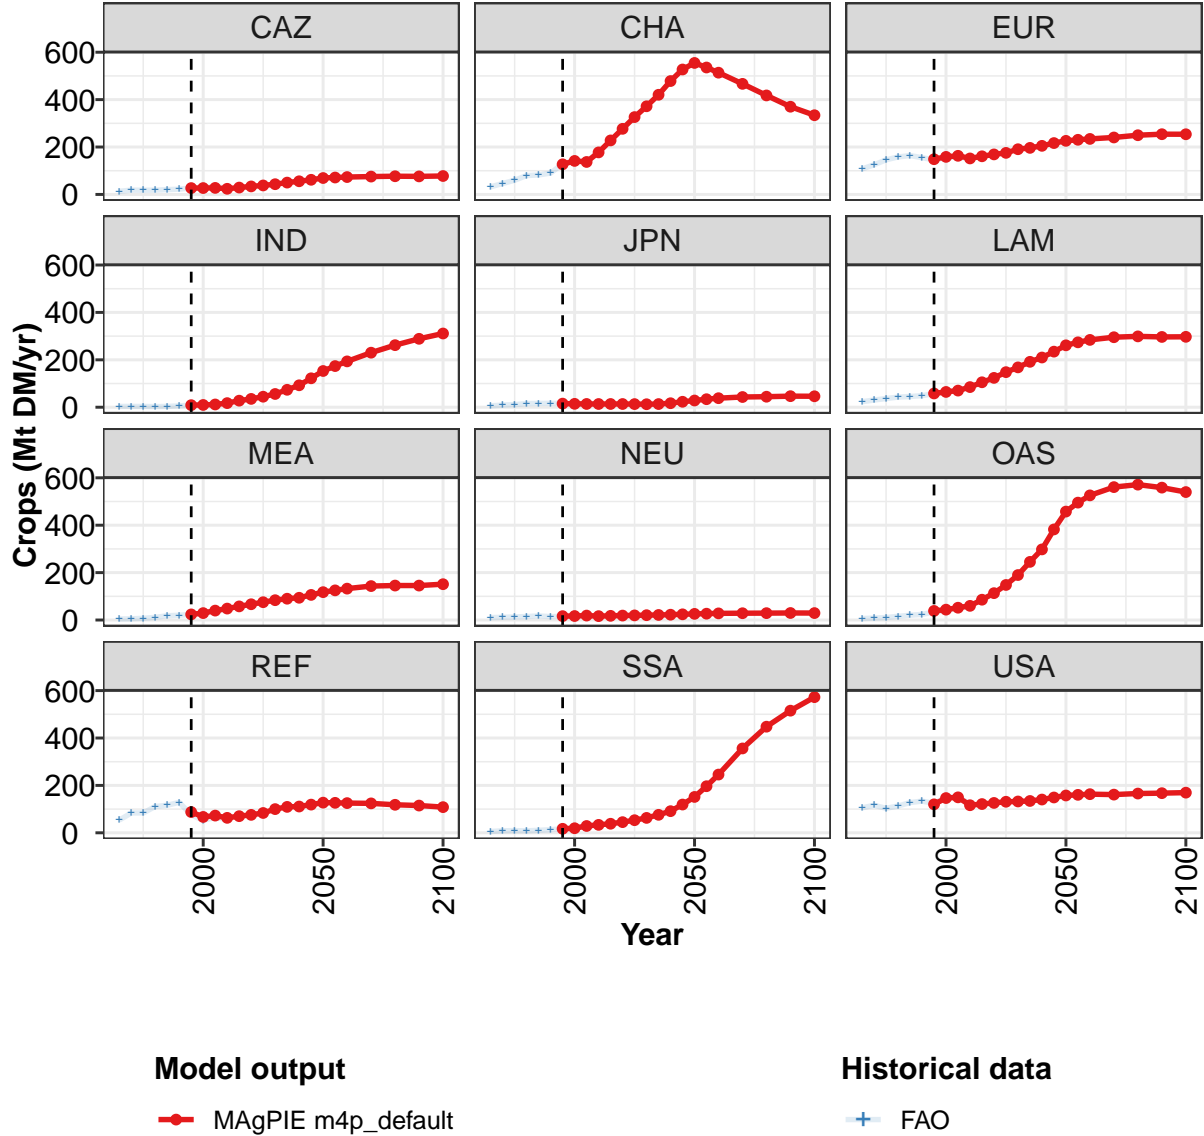 CAZ CHA EUR
600
400
200
0
IND JPN LAM
600
400
200
0
MEA NEU OAS
600
400
200
0
REF SSA USA
600
400
200
0
Crops (Mt DM/yr)
2000 2050 2100 2000 2050 2100 2000 2050 2100
Year
Model output Historical data
MAgPIE m4p_default FAO